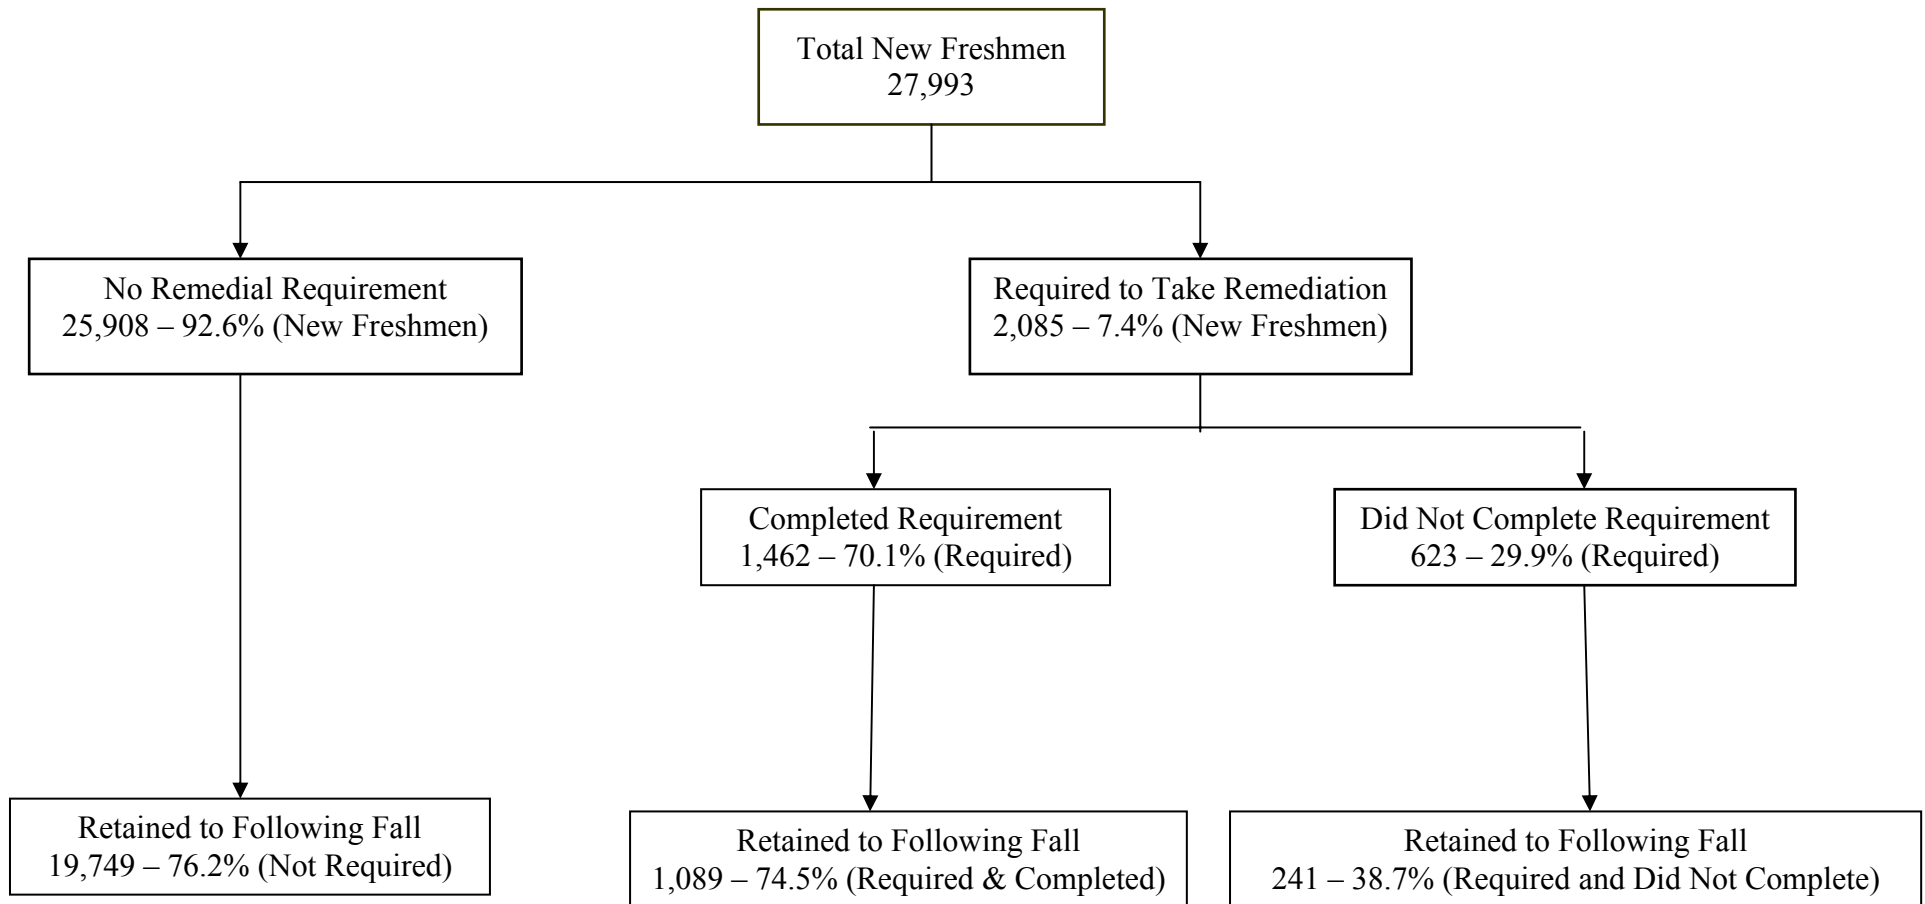 Total New Freshmen
27,993
No Remedial Requirement
25,908 – 92.6% (New Freshmen)
Required to Take Remediation
2,085 – 7.4% (New Freshmen)
Completed Requirement
1,462 – 70.1% (Required)
Did Not Complete Requirement
623 – 29.9% (Required)
Retained to Following Fall
19,749 – 76.2% (Not Required)
Retained to Following Fall
1,089 – 74.5% (Required & Completed)
Retained to Following Fall
241 – 38.7% (Required and Did Not Complete)